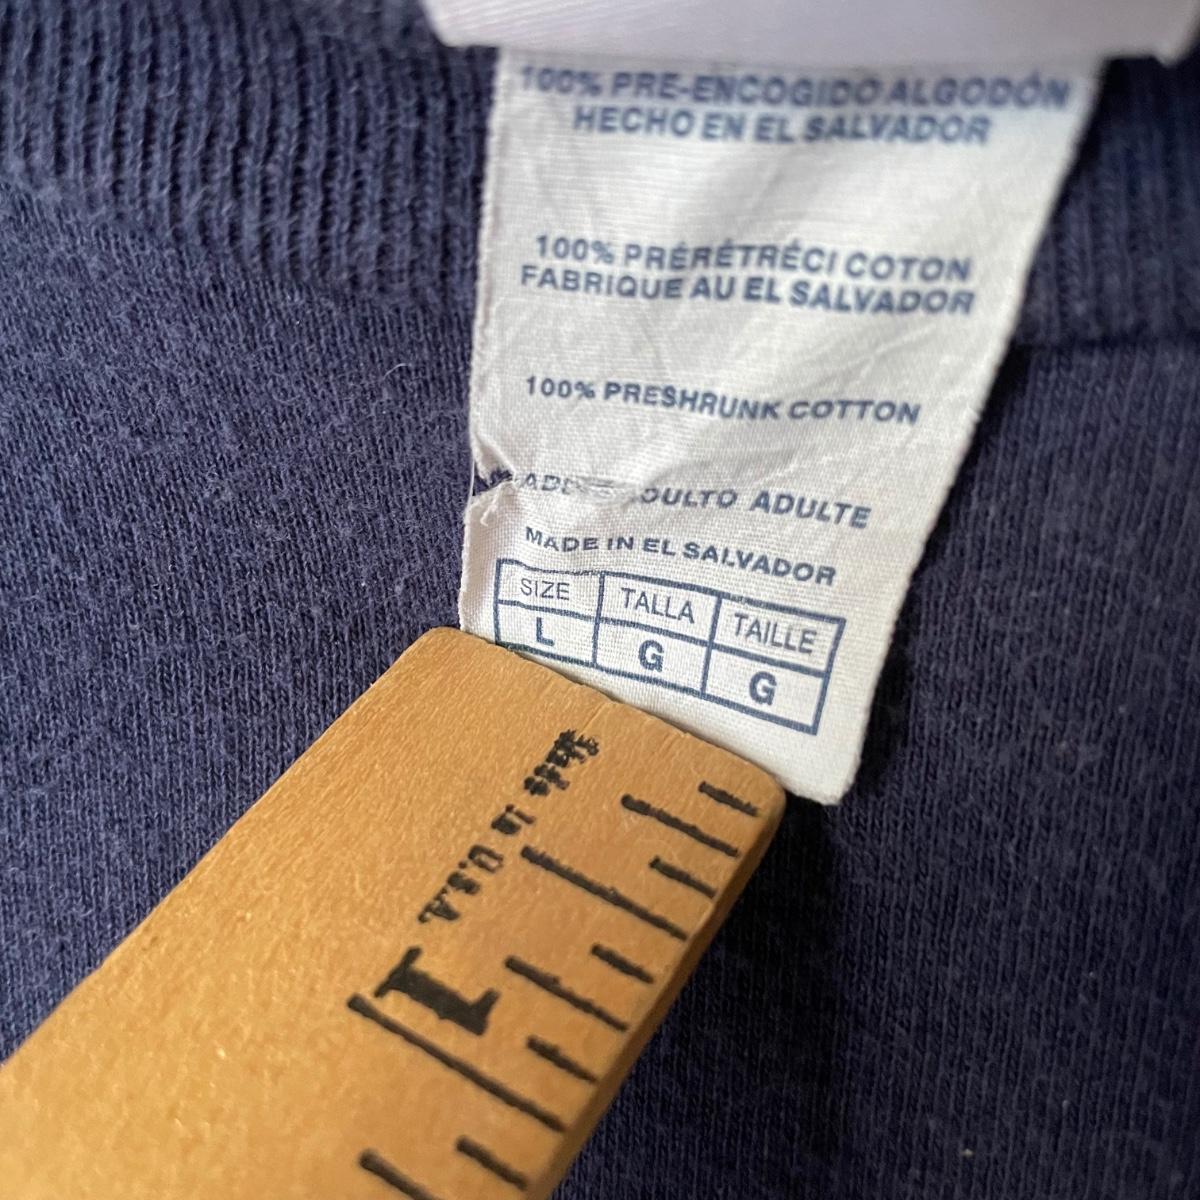 100% PRE-ENCOGIDO ALGODÓN
HECHO EN EL SALVADOR
100% PRÉRÉTRÉCI COTON
FABRIQUE AU EL SALVADOR
100% PRESHRUNK COTTON
ADULTO ADULTE
MADE IN EL SALVADOR
SIZE TALLA TAILLE
L G G
Made in U.S.A.
1